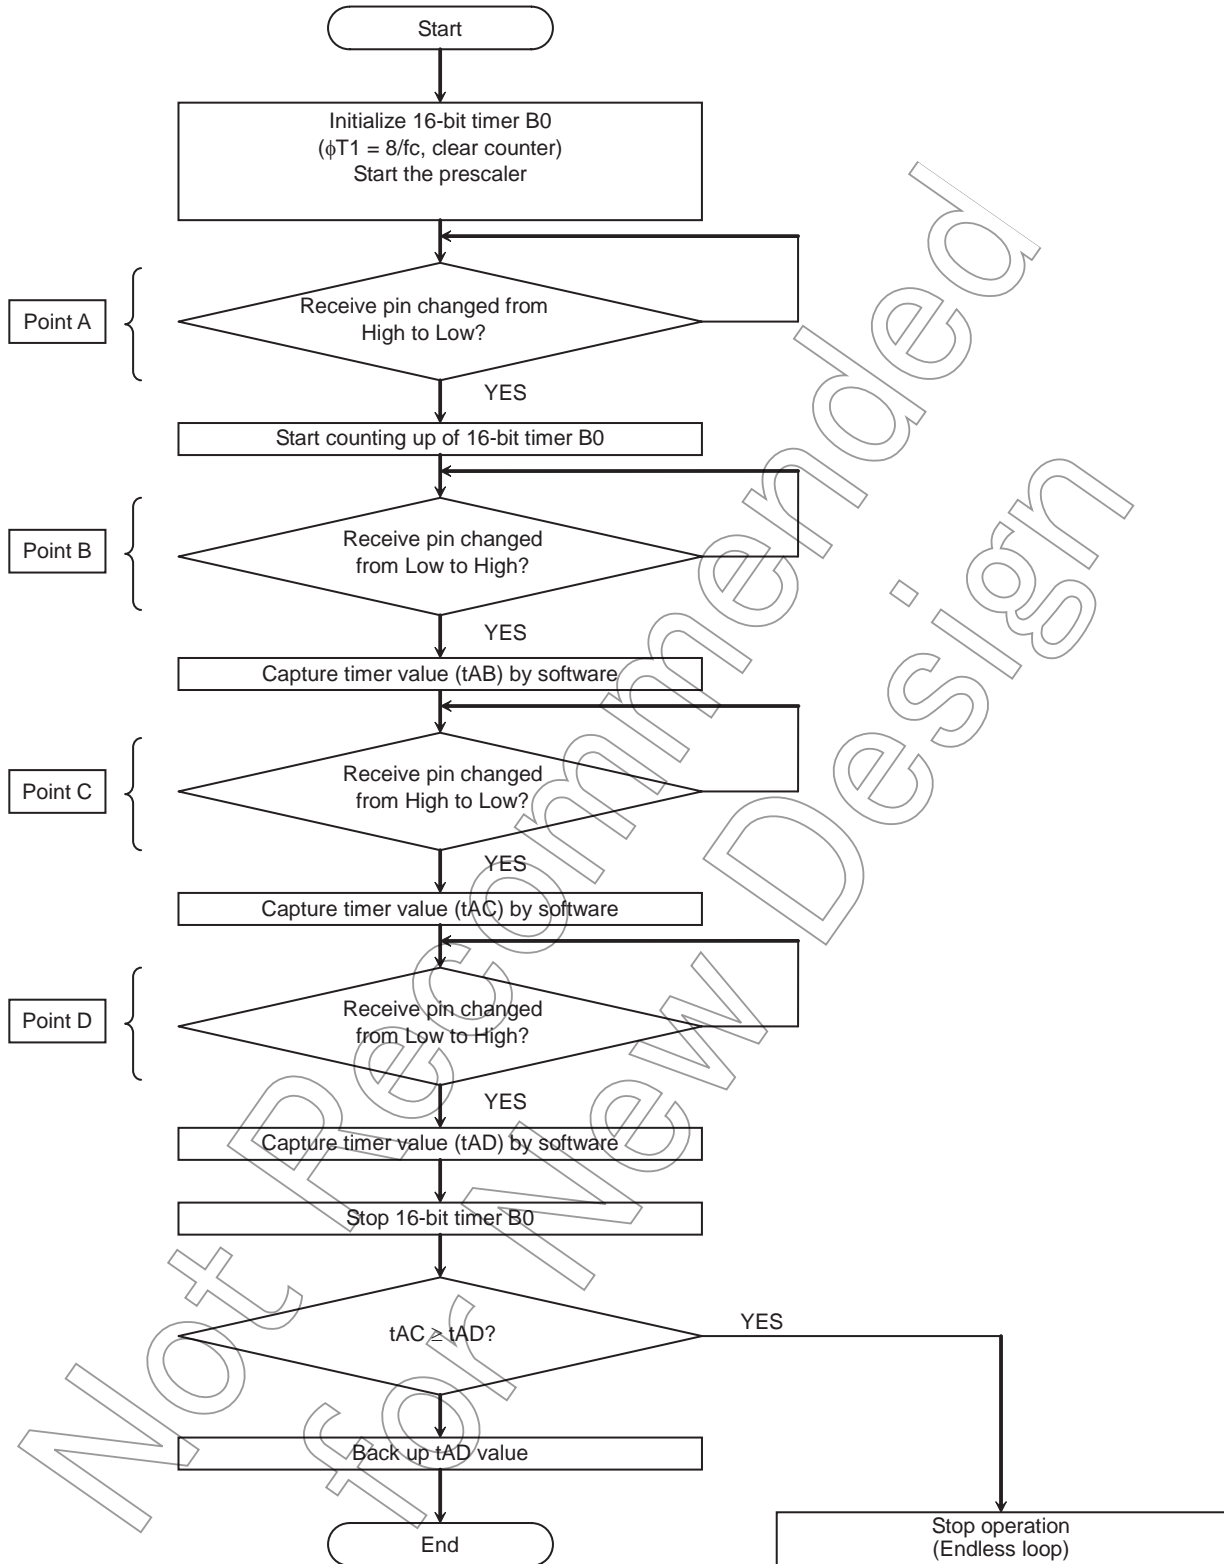 Start
Initialize 16-bit timer B0
(ϕT1 = 8/fc, clear counter)
Start the prescaler
Point A
Receive pin changed from
High to Low?
YES
Start counting up of 16-bit timer B0
Point B
Receive pin changed
from Low to High?
YES
Capture timer value (tAB) by software
Point C
Receive pin changed
from High to Low?
YES
Capture timer value (tAC) by software
Point D
Receive pin changed
from Low to High?
YES
Capture timer value (tAD) by software
Stop 16-bit timer B0
tAC ≥ tAD?
YES
Back up tAD value
End
Stop operation
(Endless loop)
Not Recommended
for New Design